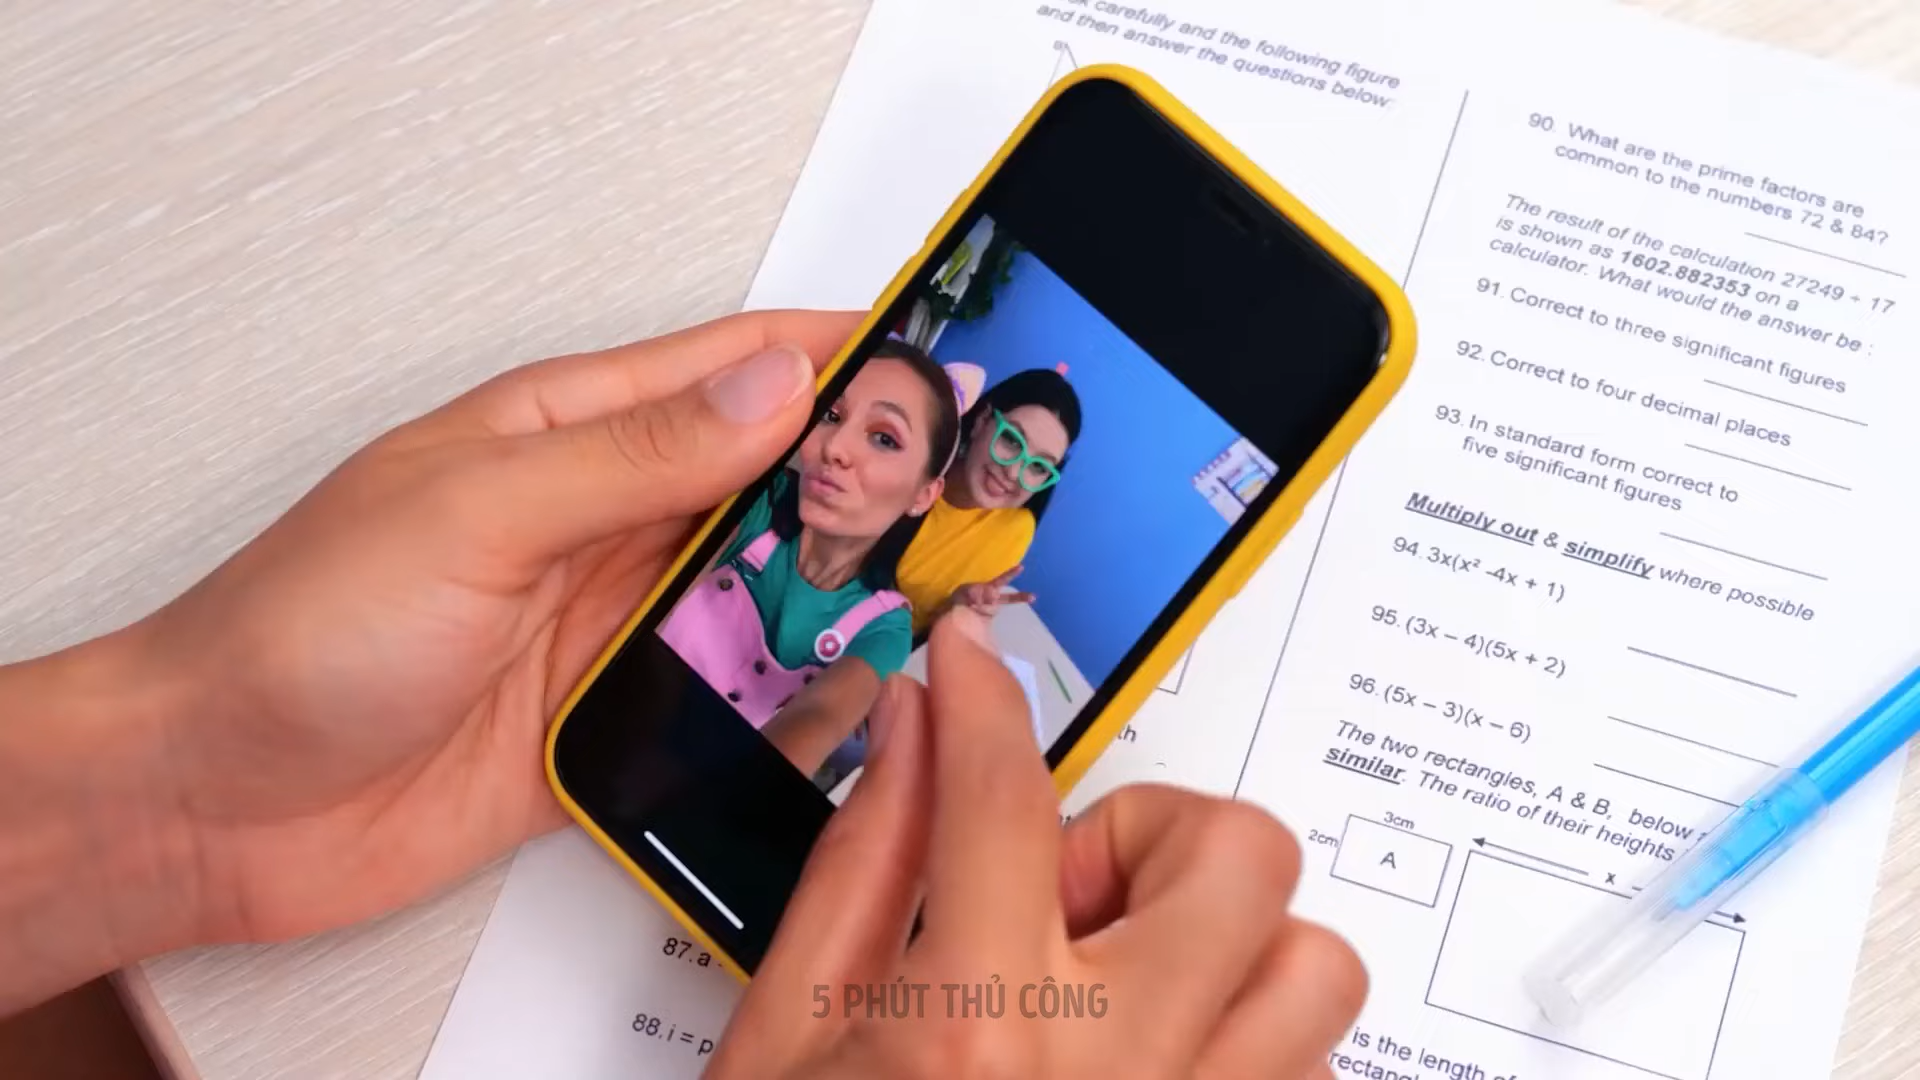 carefully and the following figure
and then answer the questions below:
90. What are the prime factors are
common to the numbers 72 & 84?
The result of the calculation 27249 ÷ 17
is shown as 1602.882353 on a
calculator. What would the answer be :
91. Correct to three significant figures
92. Correct to four decimal places
93. In standard form correct to
five significant figures
Multiply out & simplify where possible
94. 3x(x² -4x + 1)
95. (3x – 4)(5x + 2)
96. (5x – 3)(x – 6)
The two rectangles, A & B, below
similar. The ratio of their heights
3cm
2cm
A
x
87. a
88. i = p
is the length
5 PHÚT THỦ CÔNG